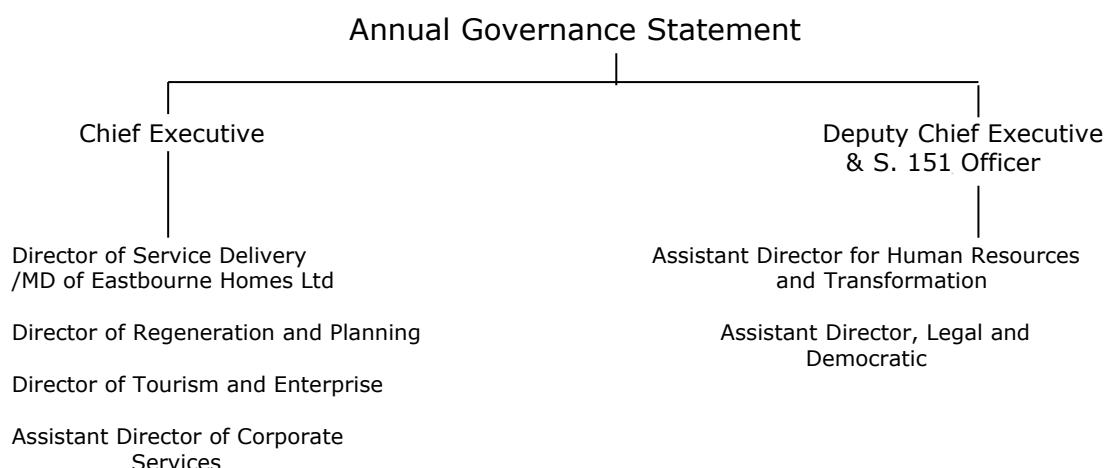 Annual Governance Statement
Chief Executive
Deputy Chief Executive
& S. 151 Officer
Director of Service Delivery
/MD of Eastbourne Homes Ltd
Director of Regeneration and Planning
Director of Tourism and Enterprise
Assistant Director of Corporate
Services
Assistant Director for Human Resources
and Transformation
Assistant Director, Legal and
Democratic